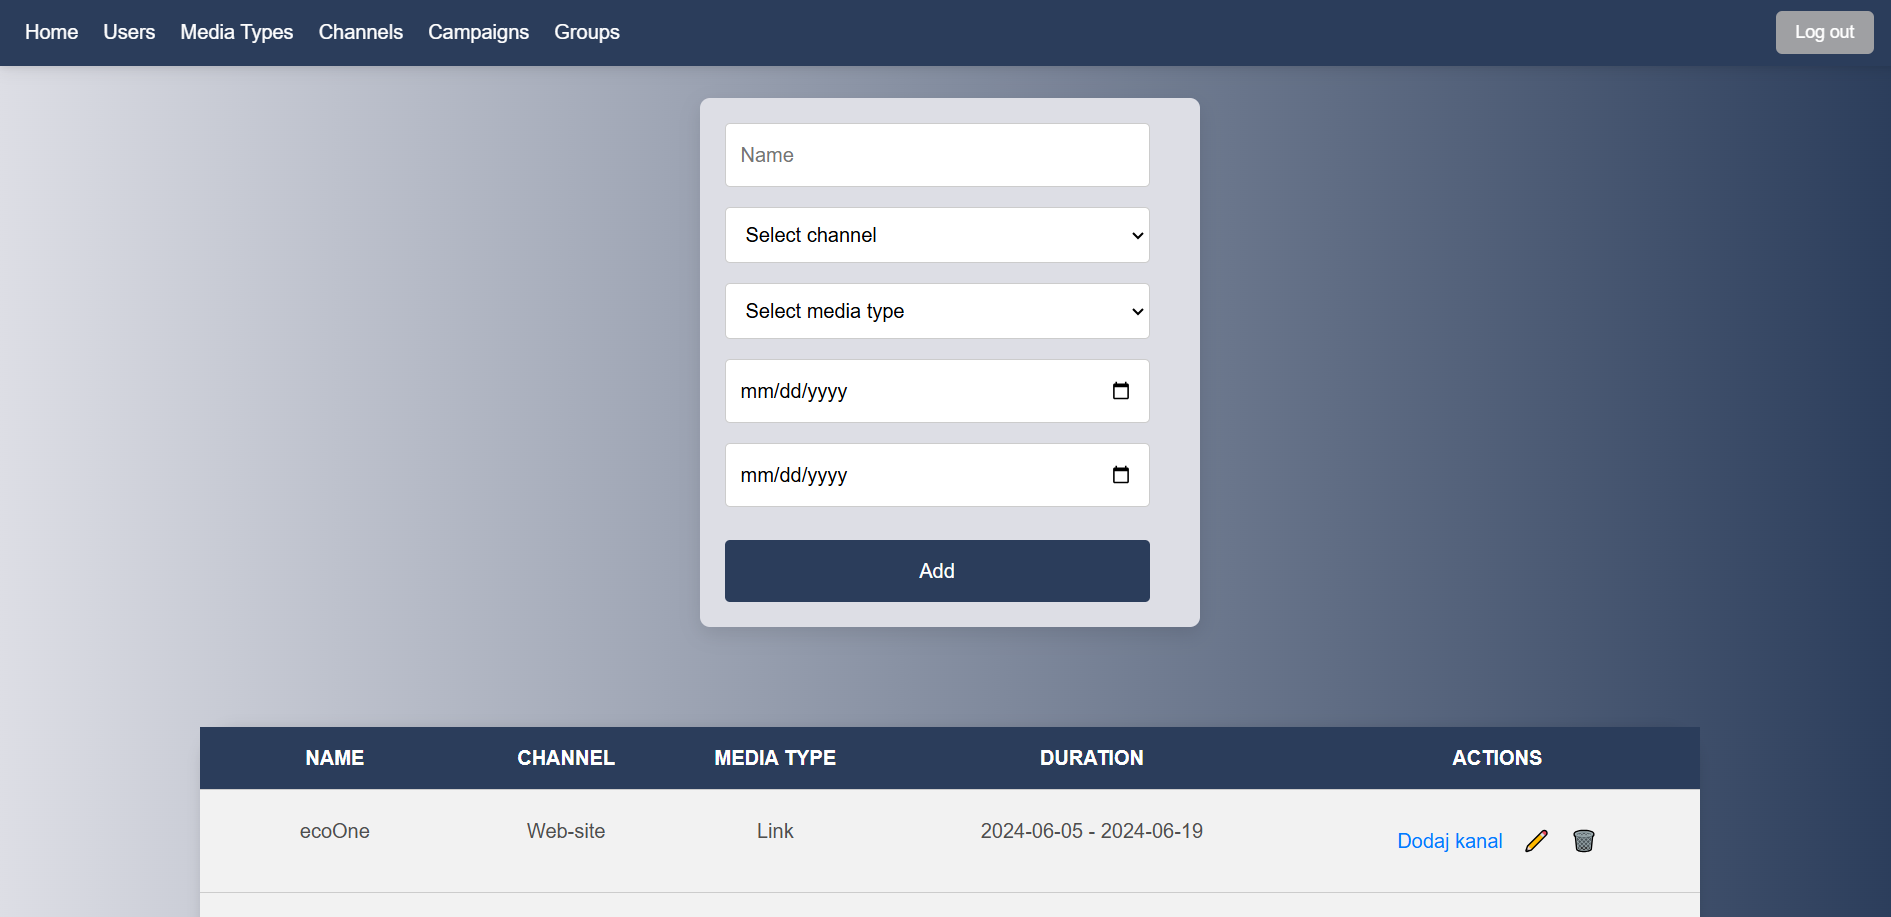 Home Users Media Types Channels Campaigns Groups Log out
Name
Select channel
Select media type
mm/dd/yyyy
mm/dd/yyyy
Add
NAME CHANNEL MEDIA TYPE DURATION ACTIONS
ecoOne Web-site Link 2024-06-05 - 2024-06-19 Dodaj kanal